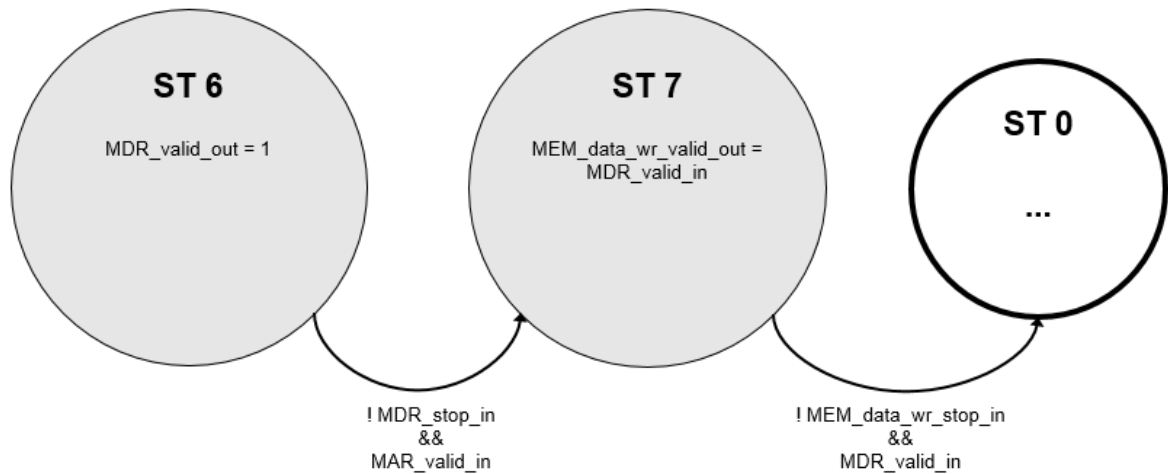 ST 6
MDR_valid_out = 1
ST 7
MEM_data_wr_valid_out =
MDR_valid_in
ST 0
...
! MDR_stop_in
&&
MAR_valid_in
! MEM_data_wr_stop_in
&&
MDR_valid_in